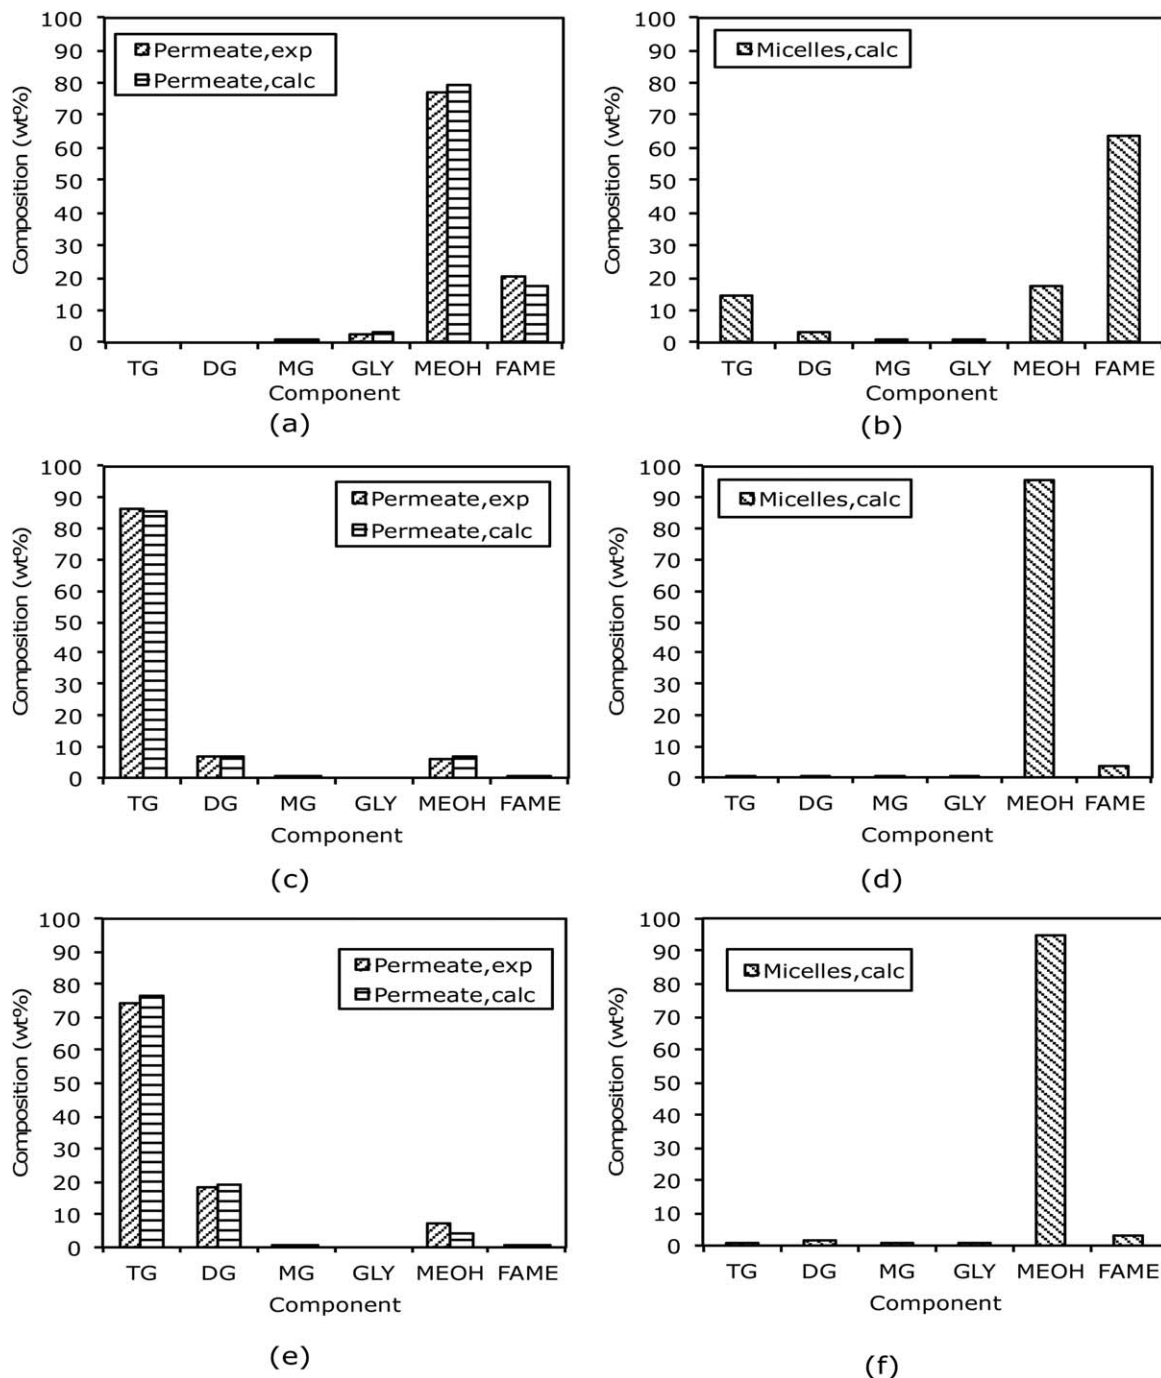 Composition (wt%)
100
90
80
70
60
50
40
30
20
10
0
Permeate,exp
Permeate,calc
TG DG MG GLY MEOH FAME
Component
(a)
Composition (wt%)
100
90
80
70
60
50
40
30
20
10
0
Micelles,calc
TG DG MG GLY MEOH FAME
Component
(b)
Composition (wt%)
100
90
80
70
60
50
40
30
20
10
0
Permeate,exp
Permeate,calc
TG DG MG GLY MEOH FAME
Component
(c)
Composition (wt%)
100
90
80
70
60
50
40
30
20
10
0
Micelles,calc
TG DG MG GLY MEOH FAME
Component
(d)
Composition (wt%)
100
90
80
70
60
50
40
30
20
10
0
Permeate,exp
Permeate,calc
TG DG MG GLY MEOH FAME
Component
(e)
Composition (wt%)
100
90
80
70
60
50
40
30
20
10
0
Micelles,calc
TG DG MG GLY MEOH FAME
Component
(f)